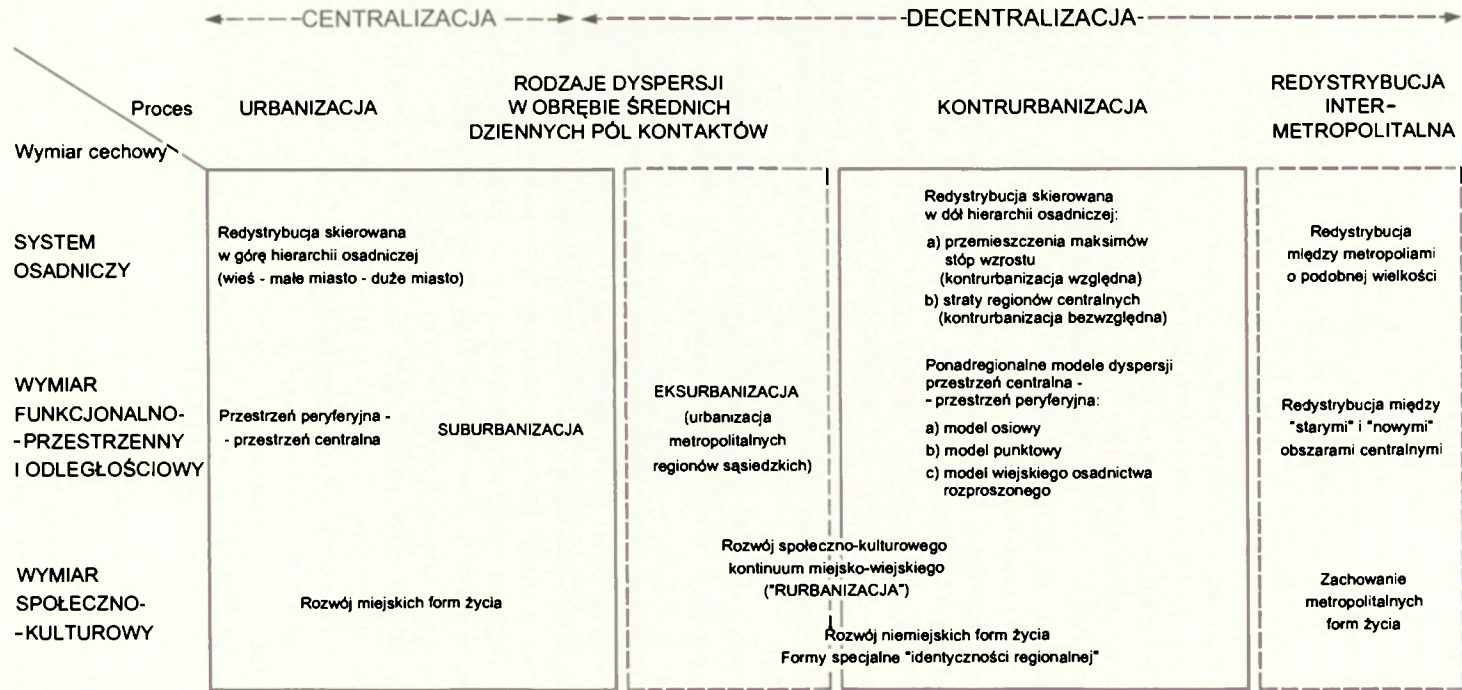 CENTRALIZACJA
DECENTRALIZACJA
Proces
Wymiar cechowy
URBANIZACJA
RODZAJE DYSPERSJI
W OBRĘBIE ŚREDNICH
DZIENNYCH PÓL KONTAKTÓW
KONTRURBANIZACJA
REDYSTRYBUCJA
INTER-
METROPOLITALNA
SYSTEM
OSADNICZY
Redystrybucja skierowana
w górę hierarchii osadniczej
(wieś - małe miasto - duże miasto)
Redystrybucja skierowana
w dół hierarchii osadniczej:
a) przemieszczenia maksimów
stóp wzrostu
(kontrurbanizacja względna)
b) straty regionów centralnych
(kontrurbanizacja bezwzględna)
Redystrybucja
między metropoliami
o podobnej wielkości
WYMIAR
FUNKCJONALNO-
-PRZESTRZENNY
I ODLEGŁOŚCIOWY
Przestrzeń peryferyjna -
- przestrzeń centralna
SUBURBANIZACJA
EKSURBANIZACJA
(urbanizacja
metropolitalnych
regionów sąsiedzkich)
Ponadregionalne modele dyspersji
przestrzeń centralna -
- przestrzeń peryferyjna:
a) model osiowy
b) model punktowy
c) model wiejskiego osadnictwa
rozproszonego
Redystrybucja między
"starymi" i "nowymi"
obszarami centralnymi
WYMIAR
SPOŁECZNO-
-KULTUROWY
Rozwój miejskich form życia
Rozwój społeczno-kulturowego
kontinuum miejsko-wiejskiego
("RURBANIZACJA")
Rozwój niemiejskich form życia
Formy specjalne "identyczności regionalnej"
Zachowanie
metropolitalnych
form życia